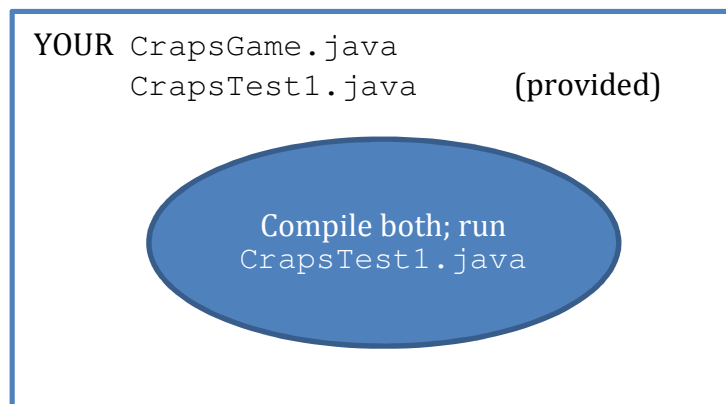 YOUR CrapsGame.java
CrapsTest1.java (provided)
Compile both; run
CrapsTest1.java